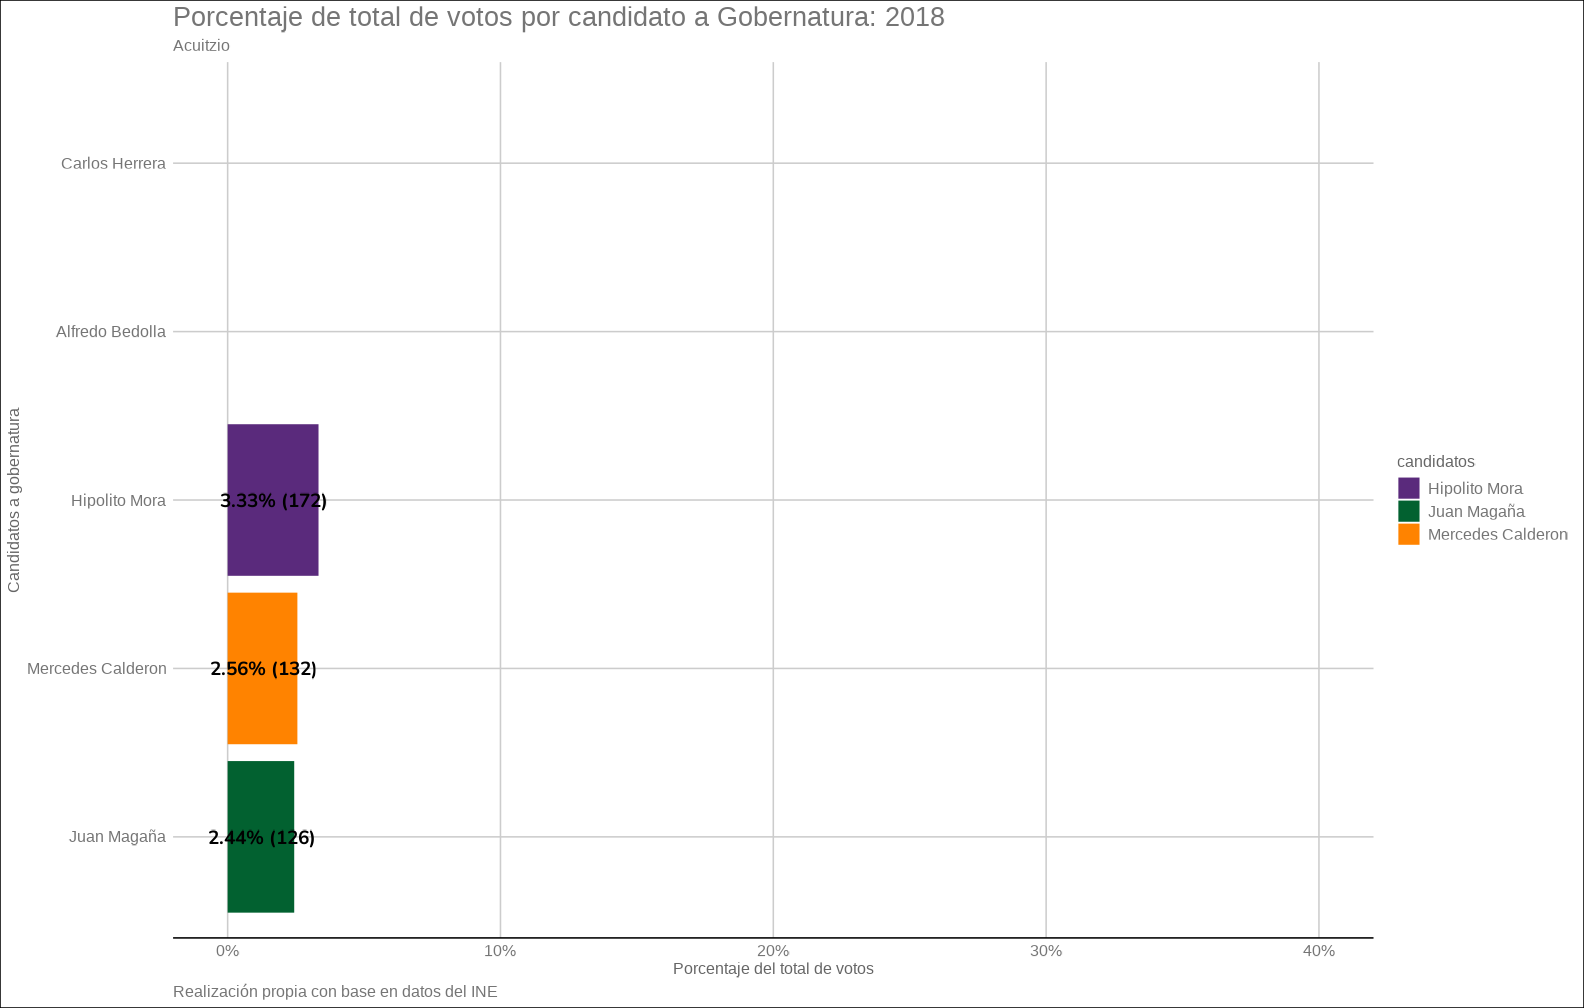 Porcentaje de total de votos por candidato a Gobernatura: 2018
Acuitzio
Candidatos a gobernatura
Carlos Herrera
Alfredo Bedolla
Hipolito Mora
3.33% (172)
Mercedes Calderon
2.56% (132)
Juan Magaña
2.44% (126)
0%
10%
20%
30%
40%
Porcentaje del total de votos
candidatos
Hipolito Mora
Juan Magaña
Mercedes Calderon
Realización propia con base en datos del INE